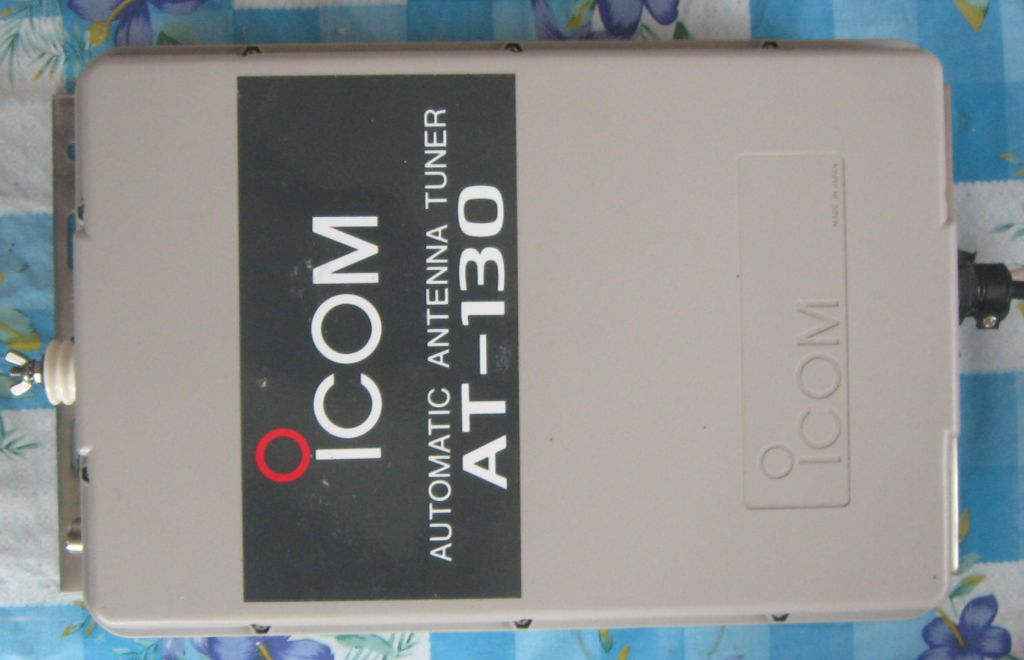 iCOM
AUTOMATIC ANTENNA TUNER
AT-130
iCOM
MADE IN JAPAN